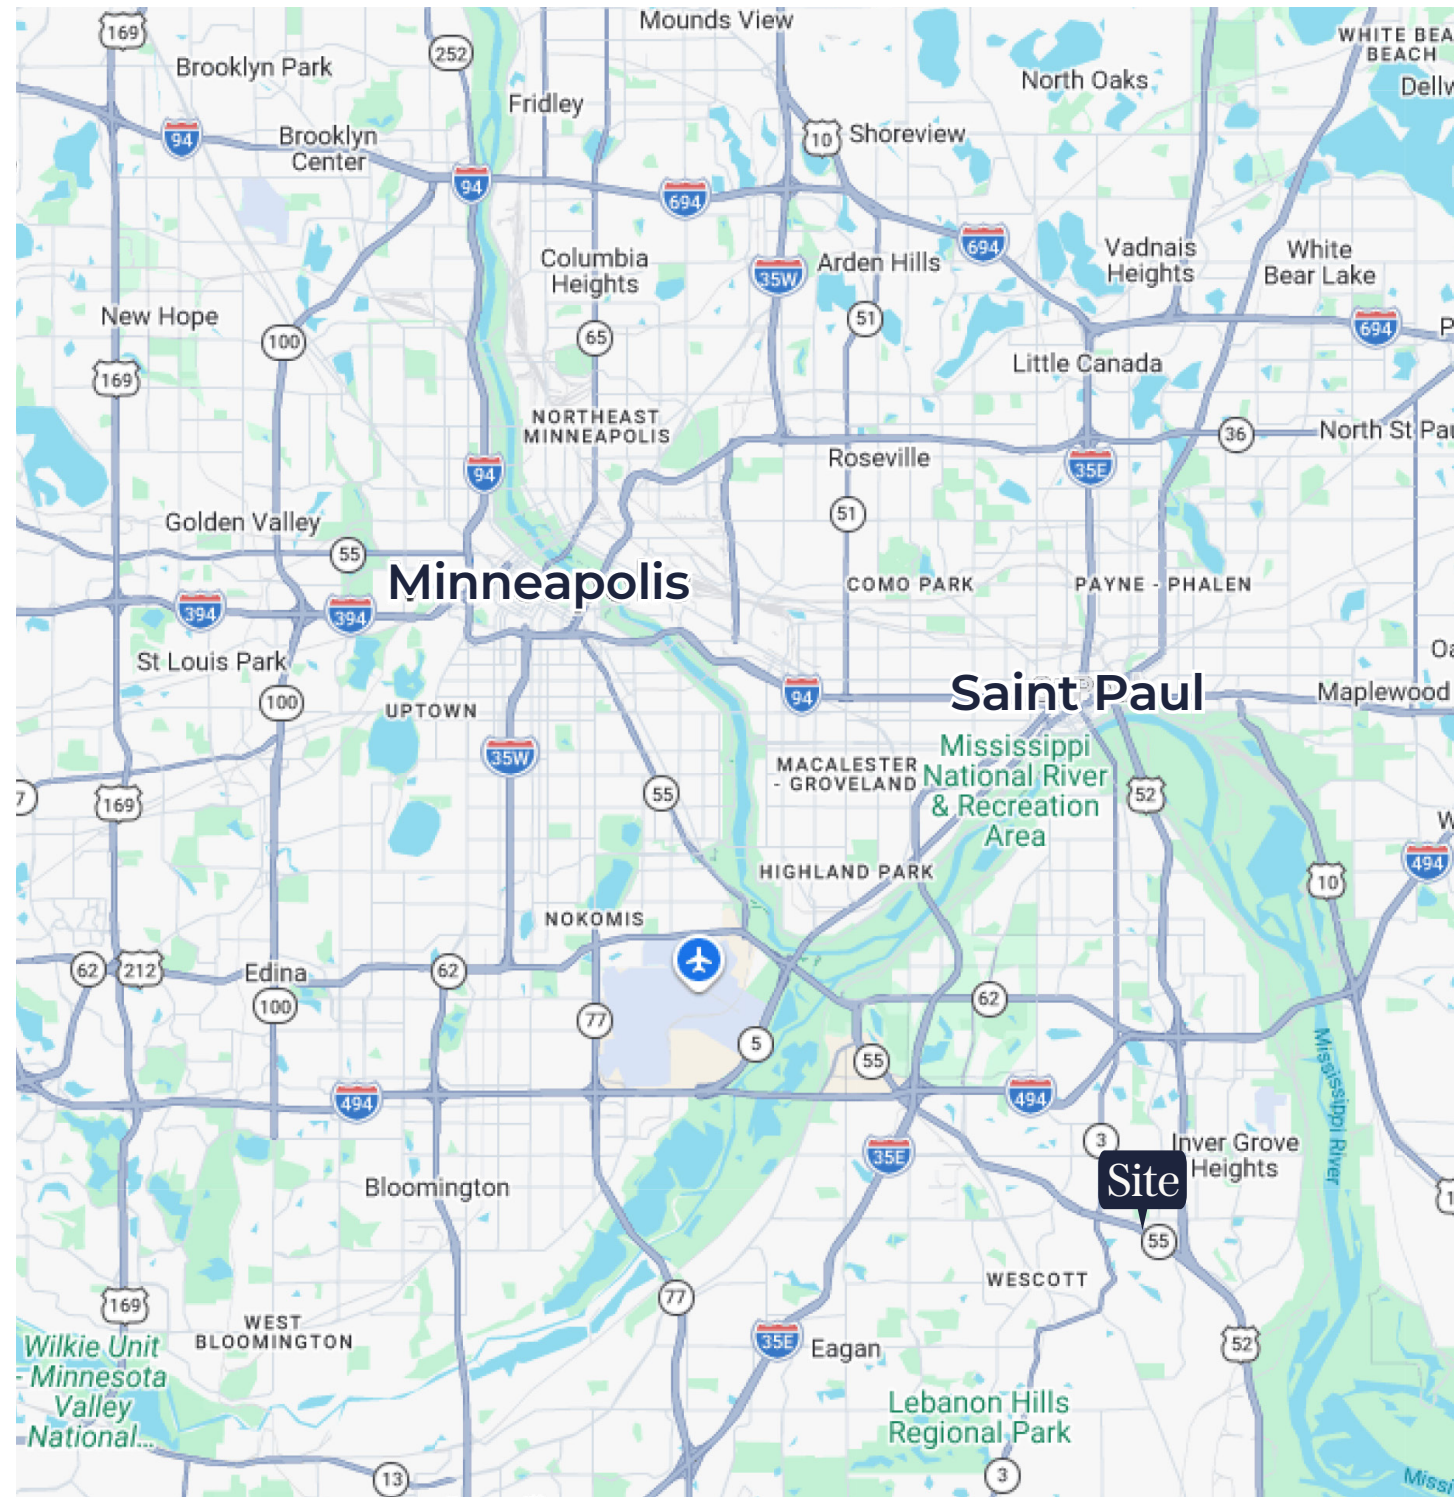 Mounds View
169
WHITE BEA
BEACH
252
Brooklyn Park
North Oaks
Dellw
Fridley
94
Brooklyn
Center
10
Shoreview
94
694
694
Vadnais
Heights
White
Bear Lake
Columbia
Heights
35W
Arden Hills
New Hope
51
694
P
100
65
Little Canada
169
NORTHEAST
MINNEAPOLIS
36
North St Pau
Roseville
94
35E
51
Golden Valley
55
Minneapolis
COMO PARK
PAYNE - PHALEN
394
394
Oa
St Louis Park
94
Saint Paul
Maplewood
100
UPTOWN
35W
Mississippi
National River
& Recreation
Area
MACALESTER
- GROVELAND
7
169
55
52
W
494
HIGHLAND PARK
10
NOKOMIS
62
212
Edina
62
62
100
77
5
55
494
494
Mississippi River
3
Inver Grove
Heights
35E
Bloomington
Site
55
WESCOTT
169
77
WEST
BLOOMINGTON
35E
Eagan
52
Wilkie Unit
- Minnesota
Valley
National...
Lebanon Hills
Regional Park
13
3
1
Missi